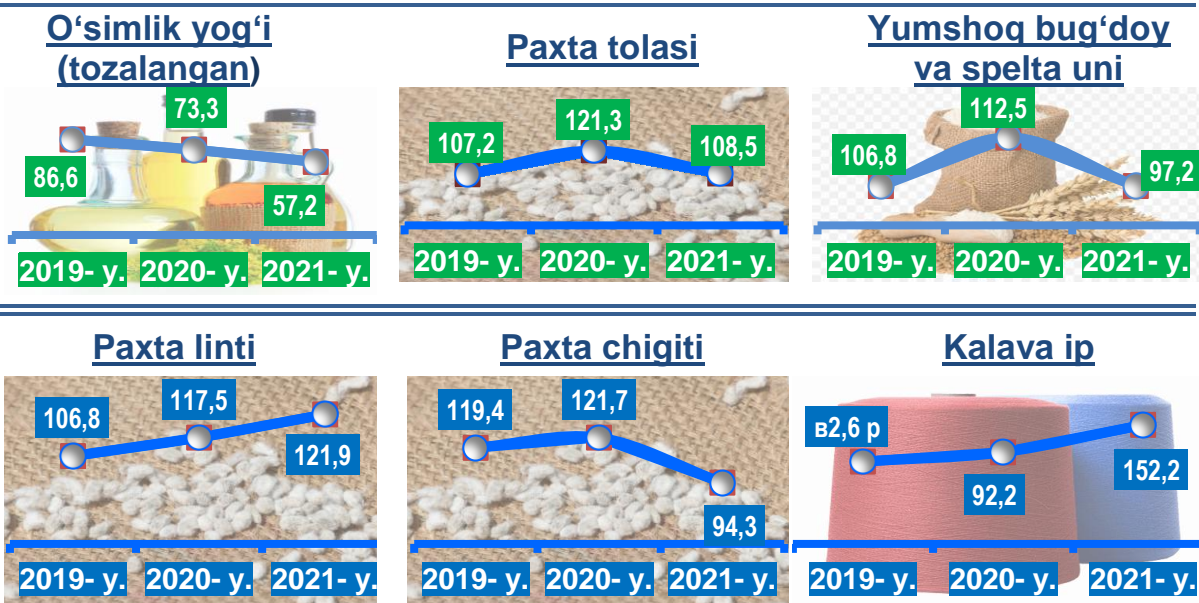 O‘simlik yog‘i
(tozalangan)
86,6
73,3
57,2
2019- y. 2020- y. 2021- y.
Paxta tolasi
107,2
121,3
108,5
2019- y. 2020- y. 2021- y.
Yumshoq bug‘doy
va spelta uni
106,8
112,5
97,2
2019- y. 2020- y. 2021- y.
Paxta linti
106,8
117,5
121,9
2019- y. 2020- y. 2021- y.
Paxta chigiti
119,4
121,7
94,3
2019- y. 2020- y. 2021- y.
Kalava ip
в2,6 р
92,2
152,2
2019- y. 2020- y. 2021- y.